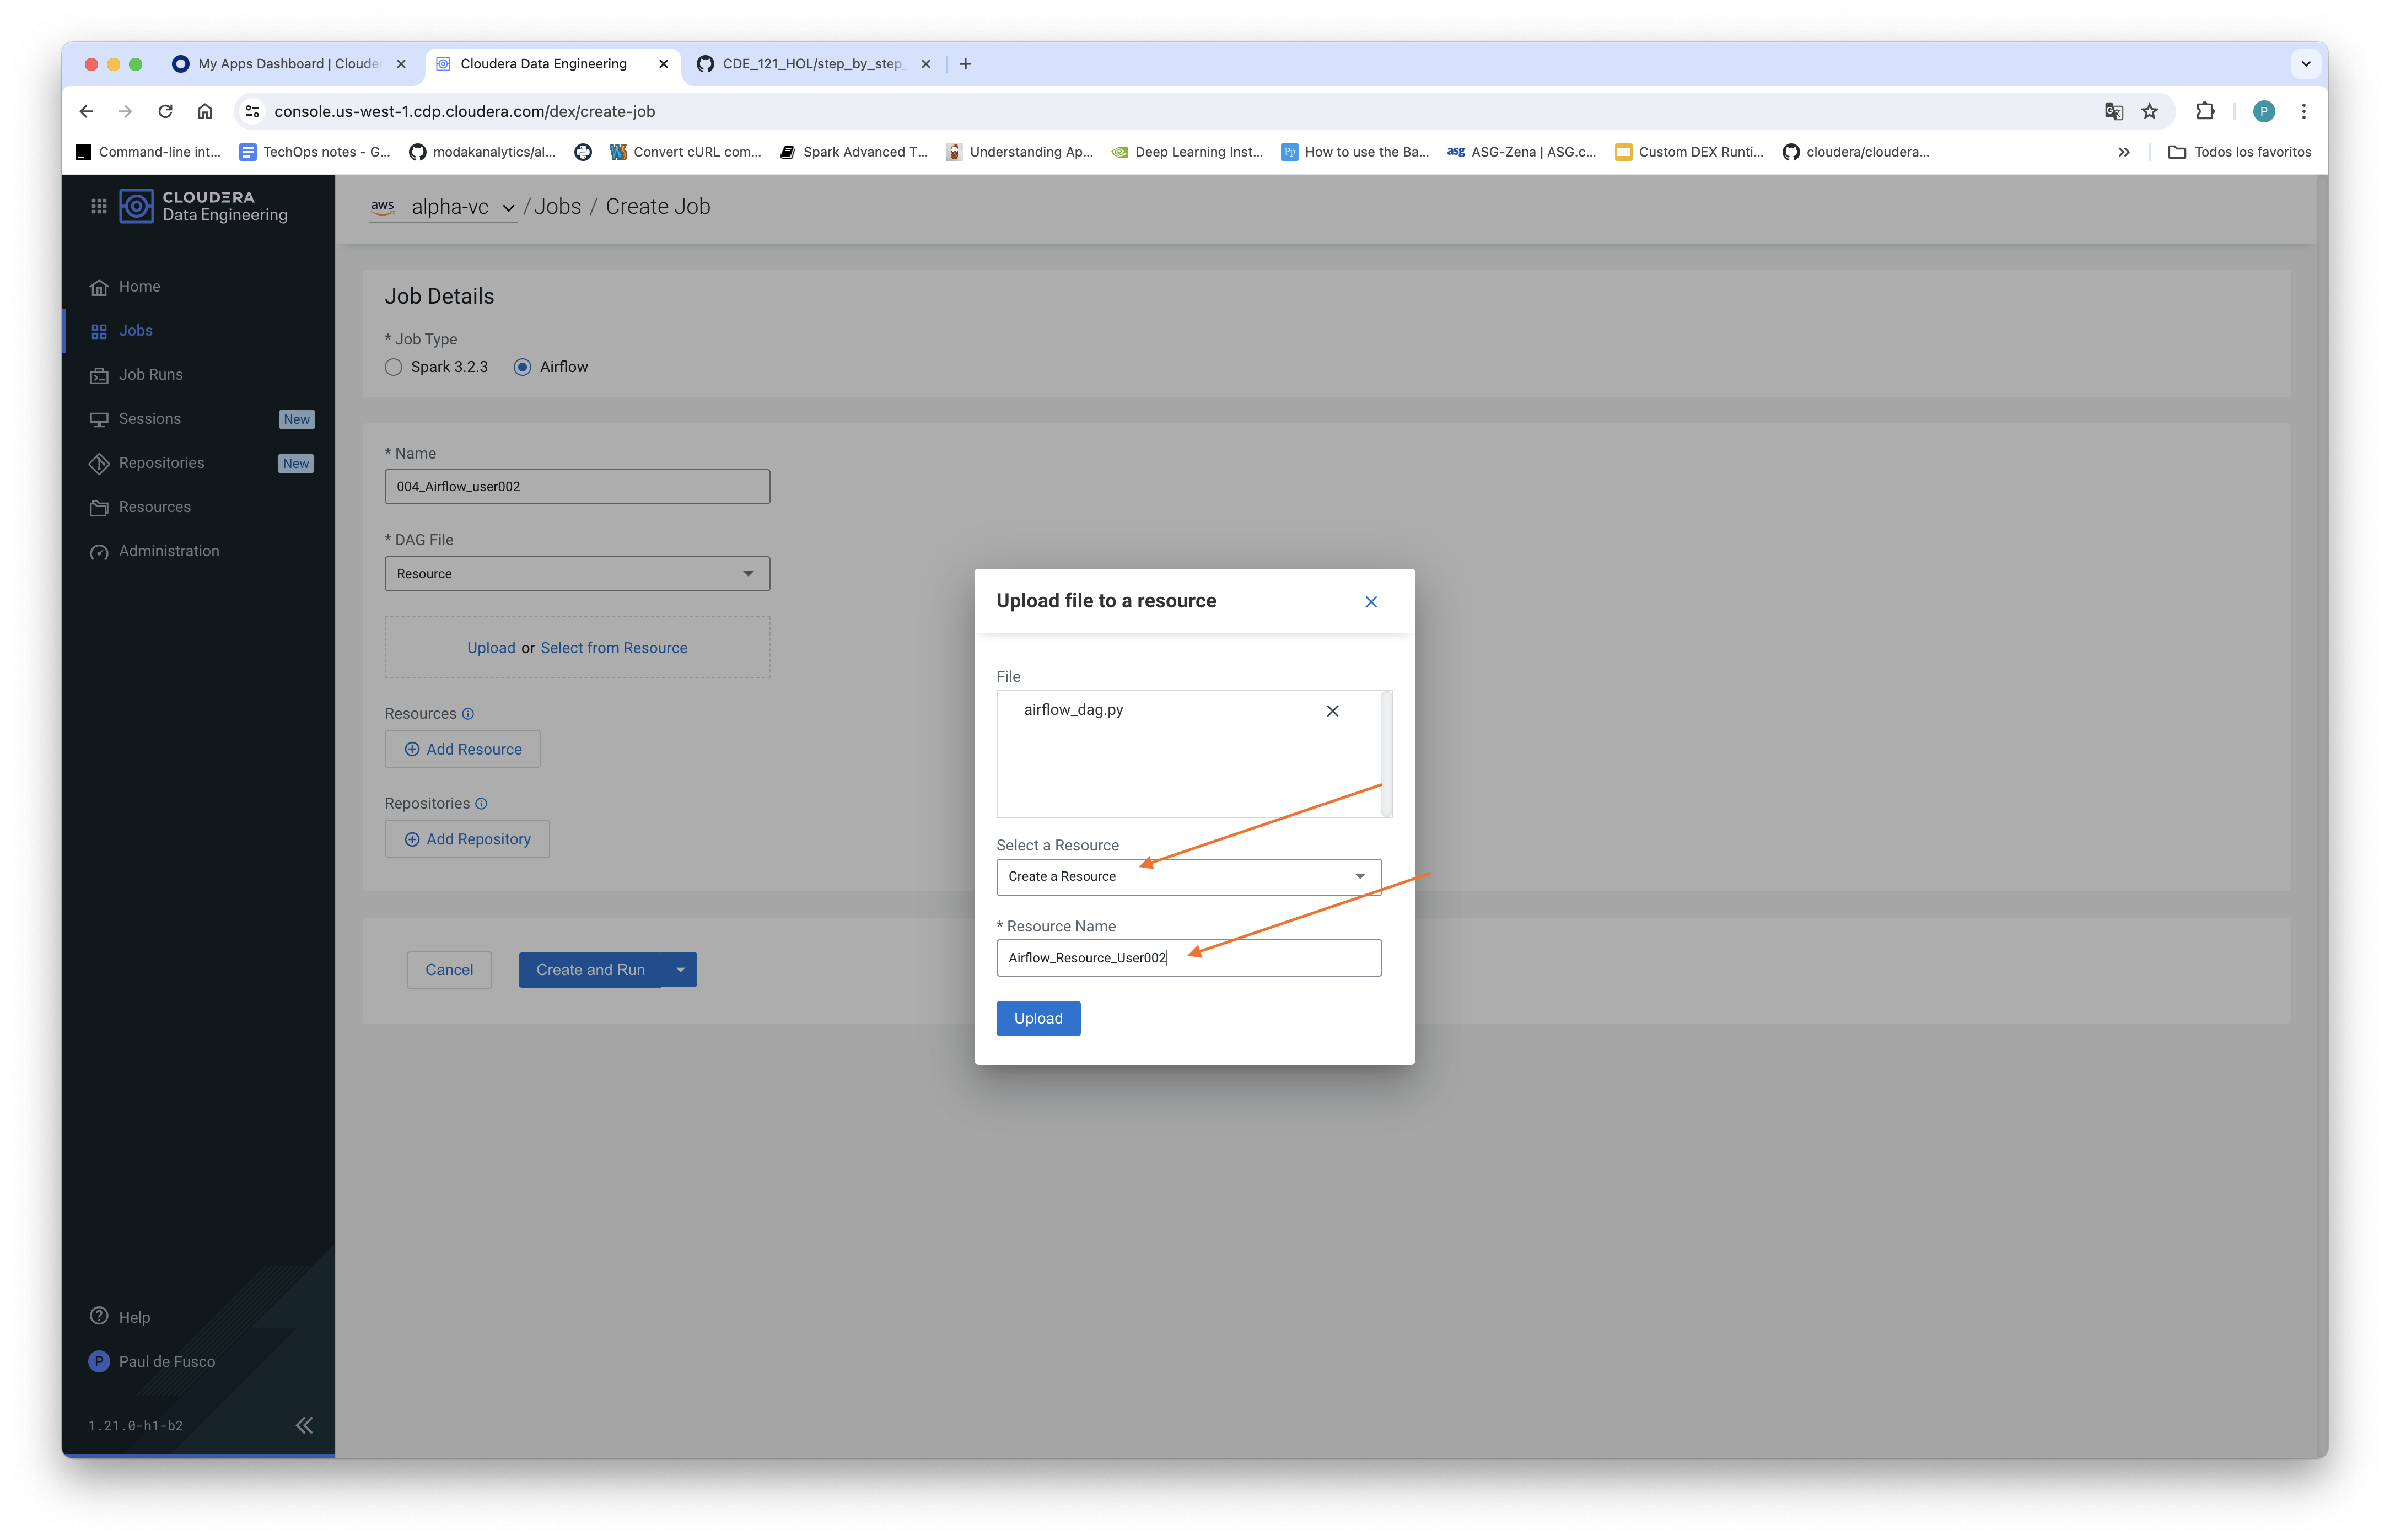 My Apps Dashboard | Cloude
Cloudera Data Engineering
CDE_121_HOL/step_by_step_
console.us-west-1.cdp.cloudera.com/dex/create-job
P
Command-line int...
TechOps notes - G...
modakanalytics/al...
Convert cURL com...
Spark Advanced T...
Understanding Ap...
Deep Learning Inst...
Pp
How to use the Ba...
asg
ASG-Zena | ASG.c...
Custom DEX Runti...
cloudera/cloudera...
Todos los favoritos
CLOUDERA
Data Engineering
aws alpha-vc / Jobs / Create Job
Home
Jobs
Job Runs
Sessions New
Repositories New
Resources
Administration
Help
P Paul de Fusco
1.21.0-h1-b2
Job Details
* Job Type
Spark 3.2.3 Airflow
* Name
004_Airflow_user002
* DAG File
Resource
Upload or Select from Resource
Resources
Add Resource
Repositories
Add Repository
Cancel Create and Run
Upload file to a resource
File
airflow_dag.py
Select a Resource
Create a Resource
* Resource Name
Airflow_Resource_User002
Upload